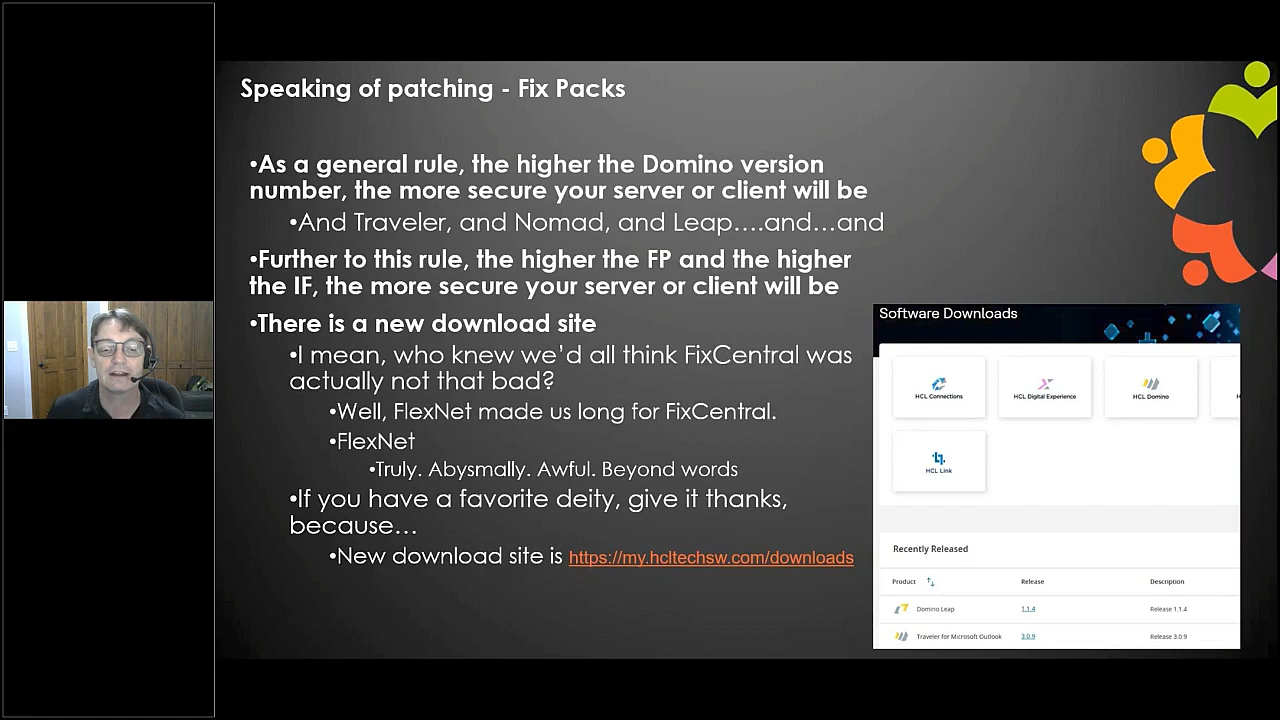 Speaking of patching - Fix Packs
•As a general rule, the higher the Domino version
number, the more secure your server or client will be
•And Traveler, and Nomad, and Leap….and…and
•Further to this rule, the higher the FP and the higher
the IF, the more secure your server or client will be
•There is a new download site
•I mean, who knew we'd all think FixCentral was
actually not that bad?
•Well, FlexNet made us long for FixCentral.
•FlexNet
•Truly. Abysmally. Awful. Beyond words
•If you have a favorite deity, give it thanks,
because…
•New download site is https://my.hcltechsw.com/downloads
Software Downloads
HCL Connections
HCL Digital Experience
HCL Domino
H
HCL Link
Recently Released
Product Release Description
Domino Leap 1.1.4 Release 1.1.4
Traveler for Microsoft Outlook 3.0.9 Release 3.0.9